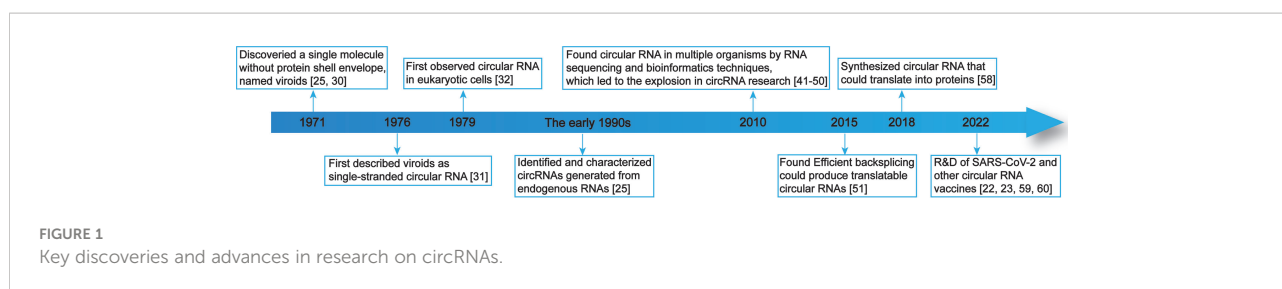 Discoveried a single molecule
without protein shell envelope,
named viroids [25, 30]
First observed circular RNA
in eukaryotic cells [32]
Found circular RNA in multiple organisms by RNA
sequencing and bioinformatics techniques,
which led to the explosion in circRNA research [41-50]
Synthesized circular RNA that
could translate into proteins [58]
1971 1976 1979 The early 1990s 2010 2015 2018 2022
First described viroids as
single-stranded circular RNA [31]
Identified and characterized
circRNAs generated from
endogenous RNAs [25]
Found Efficient backsplicing
could produce translatable
circular RNAs [51]
R&D of SARS-CoV-2 and
other circular RNA
vaccines [22, 23, 59, 60]
FIGURE 1
Key discoveries and advances in research on circRNAs.